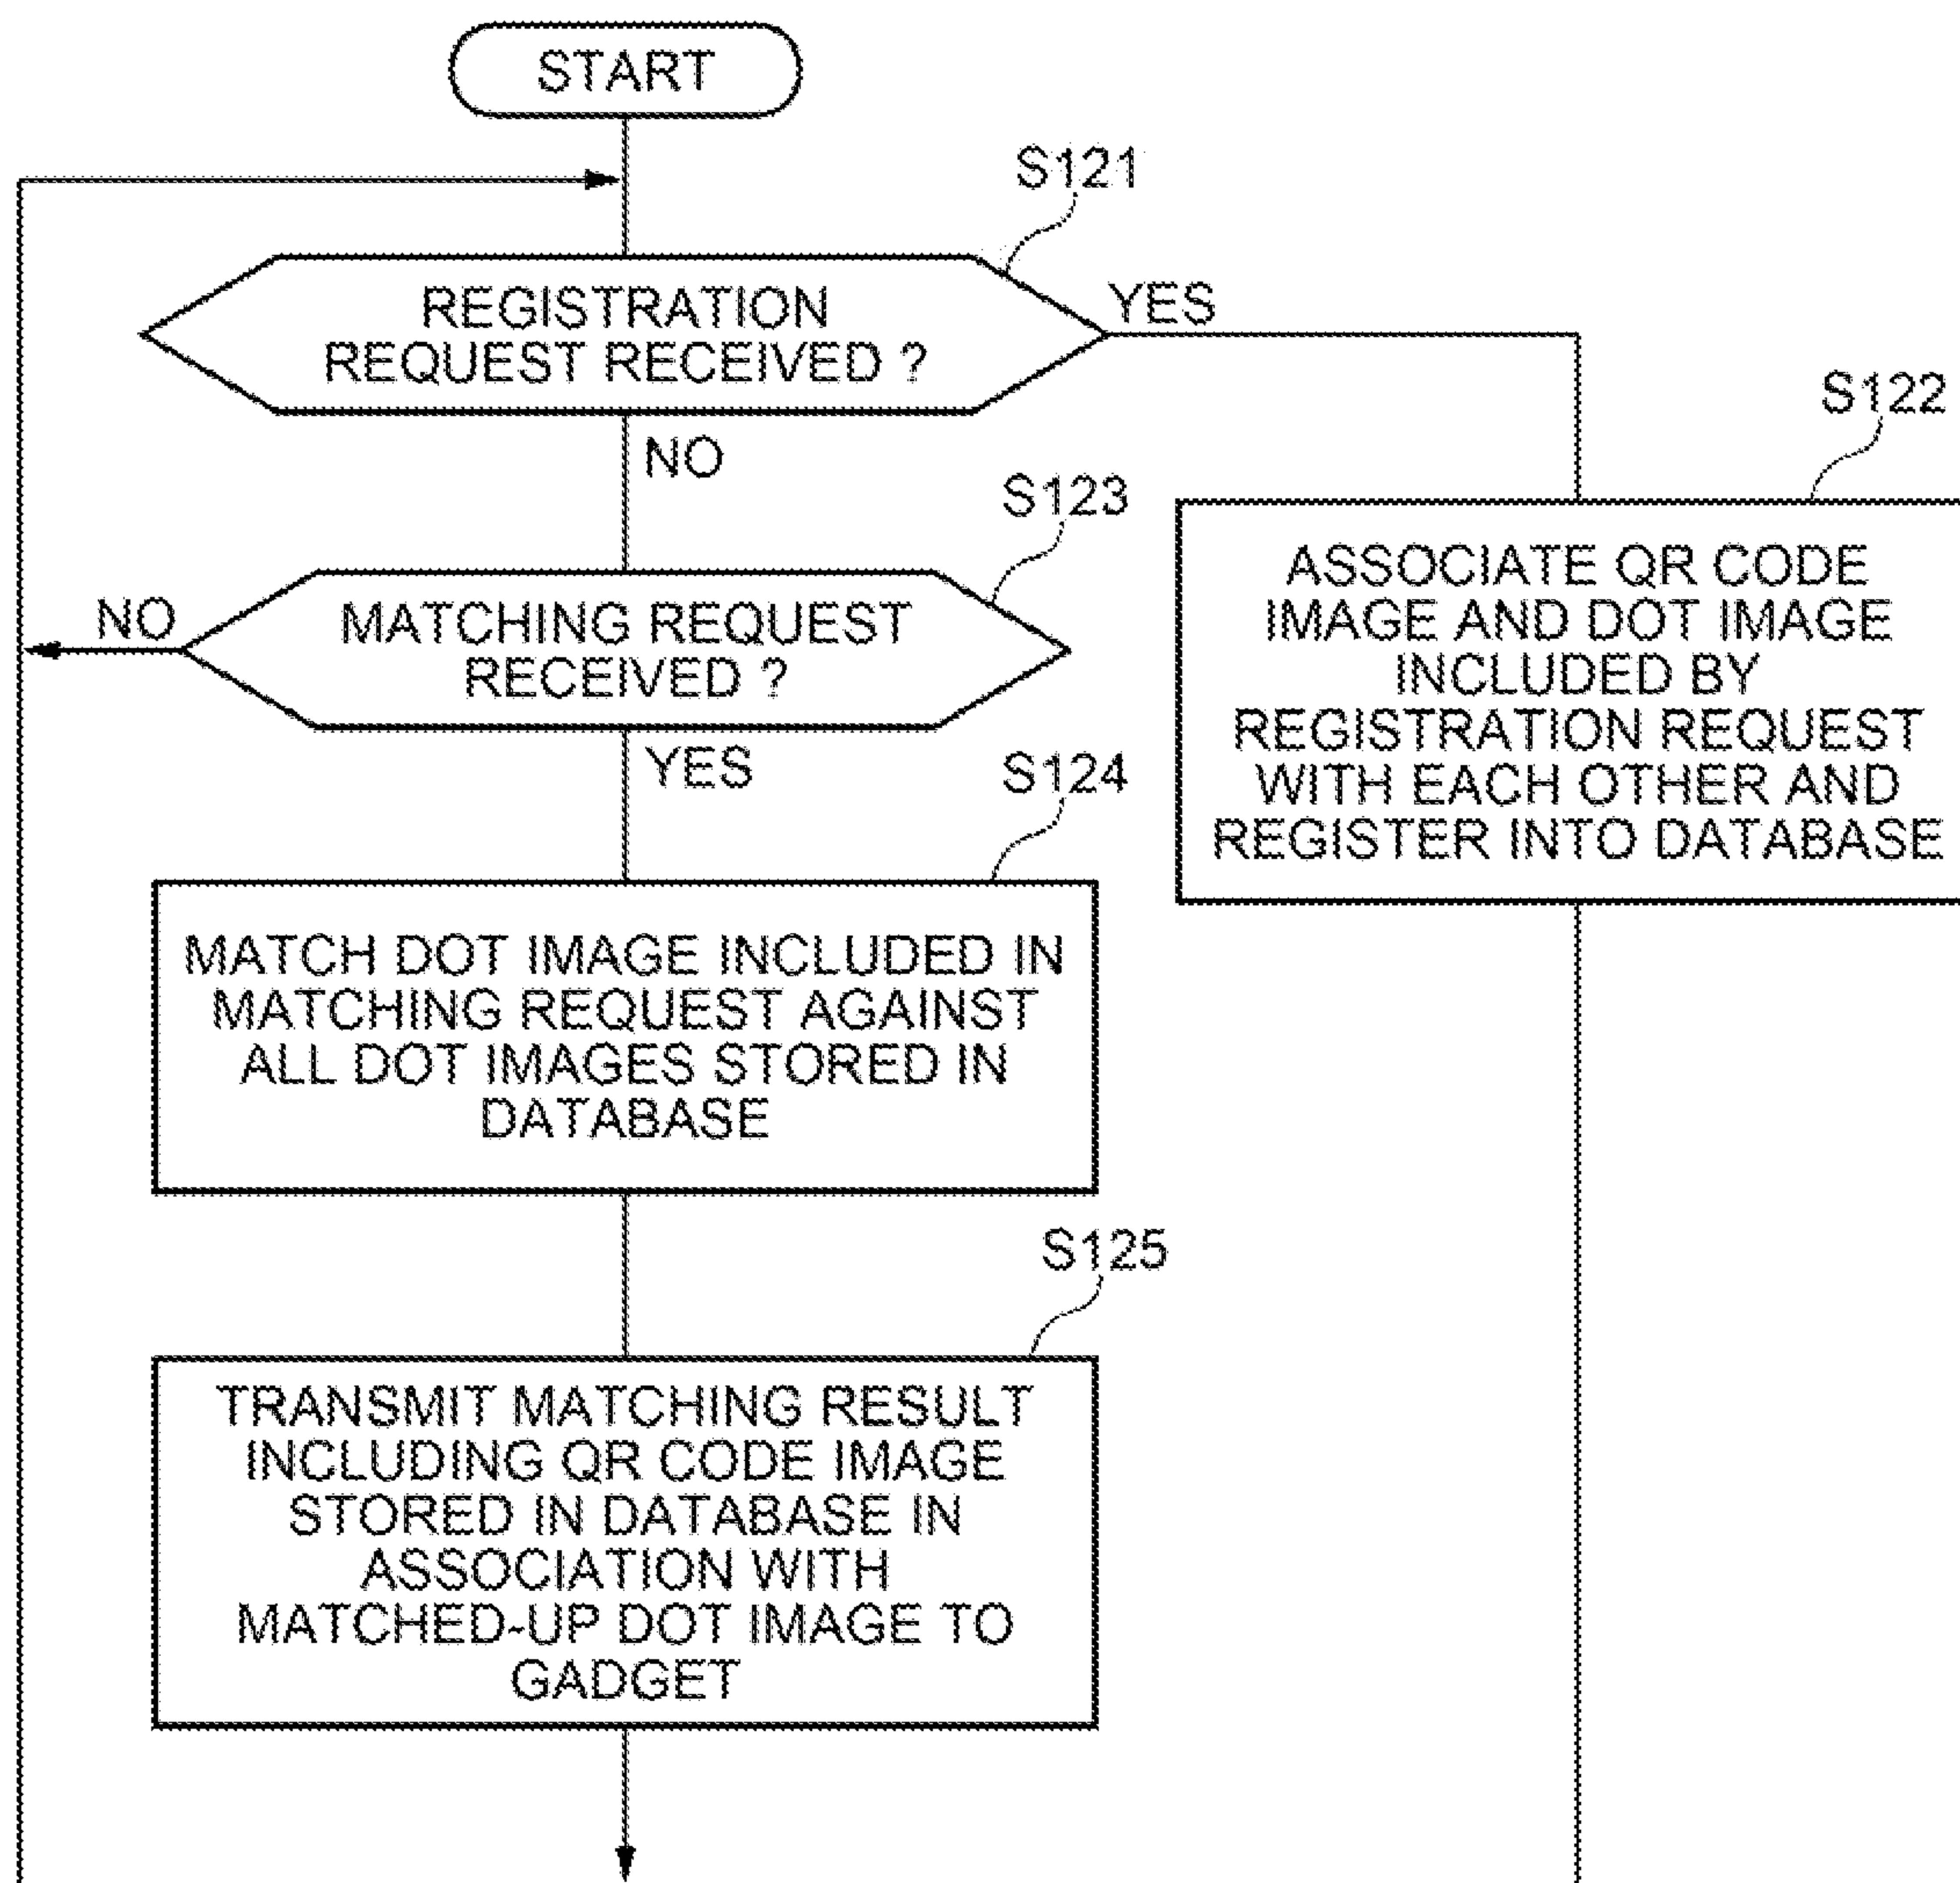 START
S121
REGISTRATION
REQUEST RECEIVED ?
YES
NO
S122
ASSOCIATE QR CODE
IMAGE AND DOT IMAGE
INCLUDED BY
REGISTRATION REQUEST
WITH EACH OTHER AND
REGISTER INTO DATABASE
S123
NO
MATCHING REQUEST
RECEIVED ?
YES
S124
MATCH DOT IMAGE INCLUDED IN
MATCHING REQUEST AGAINST
ALL DOT IMAGES STORED IN
DATABASE
S125
TRANSMIT MATCHING RESULT
INCLUDING QR CODE IMAGE
STORED IN DATABASE IN
ASSOCIATION WITH
MATCHED-UP DOT IMAGE TO
GADGET